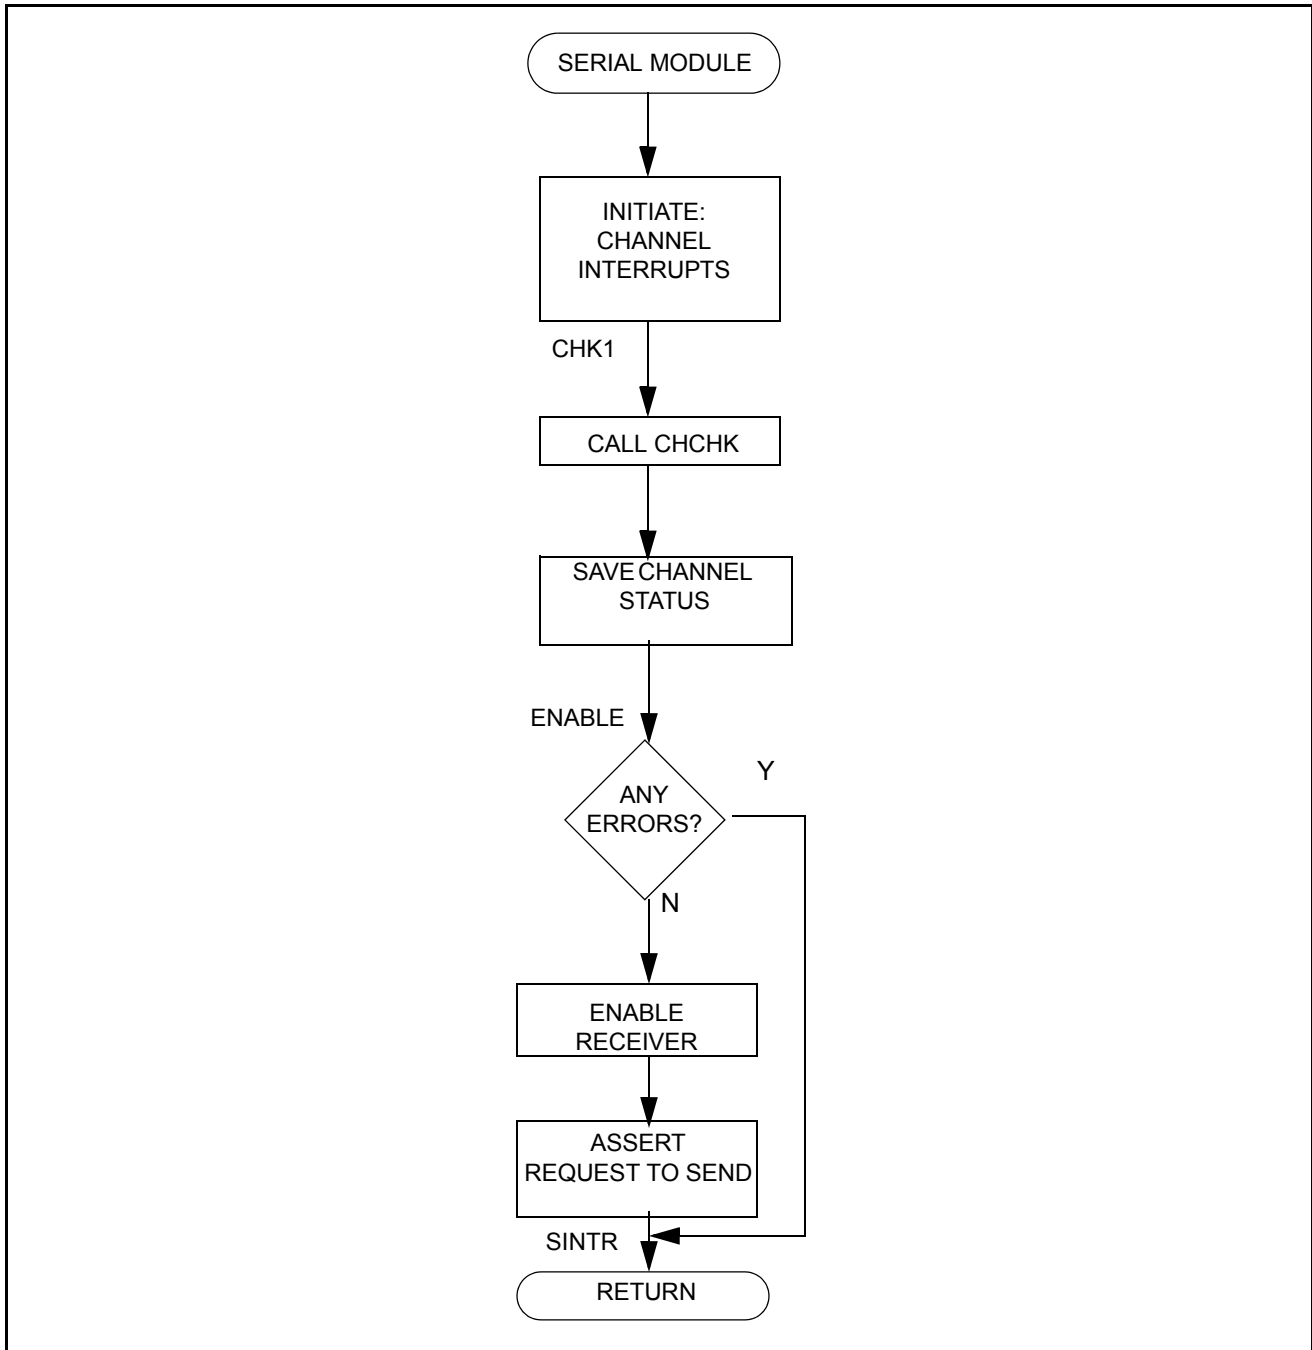 SERIAL MODULE
INITIATE:
CHANNEL
INTERRUPTS
CHK1
CALL CHCHK
SAVE CHANNEL
STATUS
ENABLE
Y
ANY
ERRORS?
N
ENABLE
RECEIVER
ASSERT
REQUEST TO SEND
SINTR
RETURN